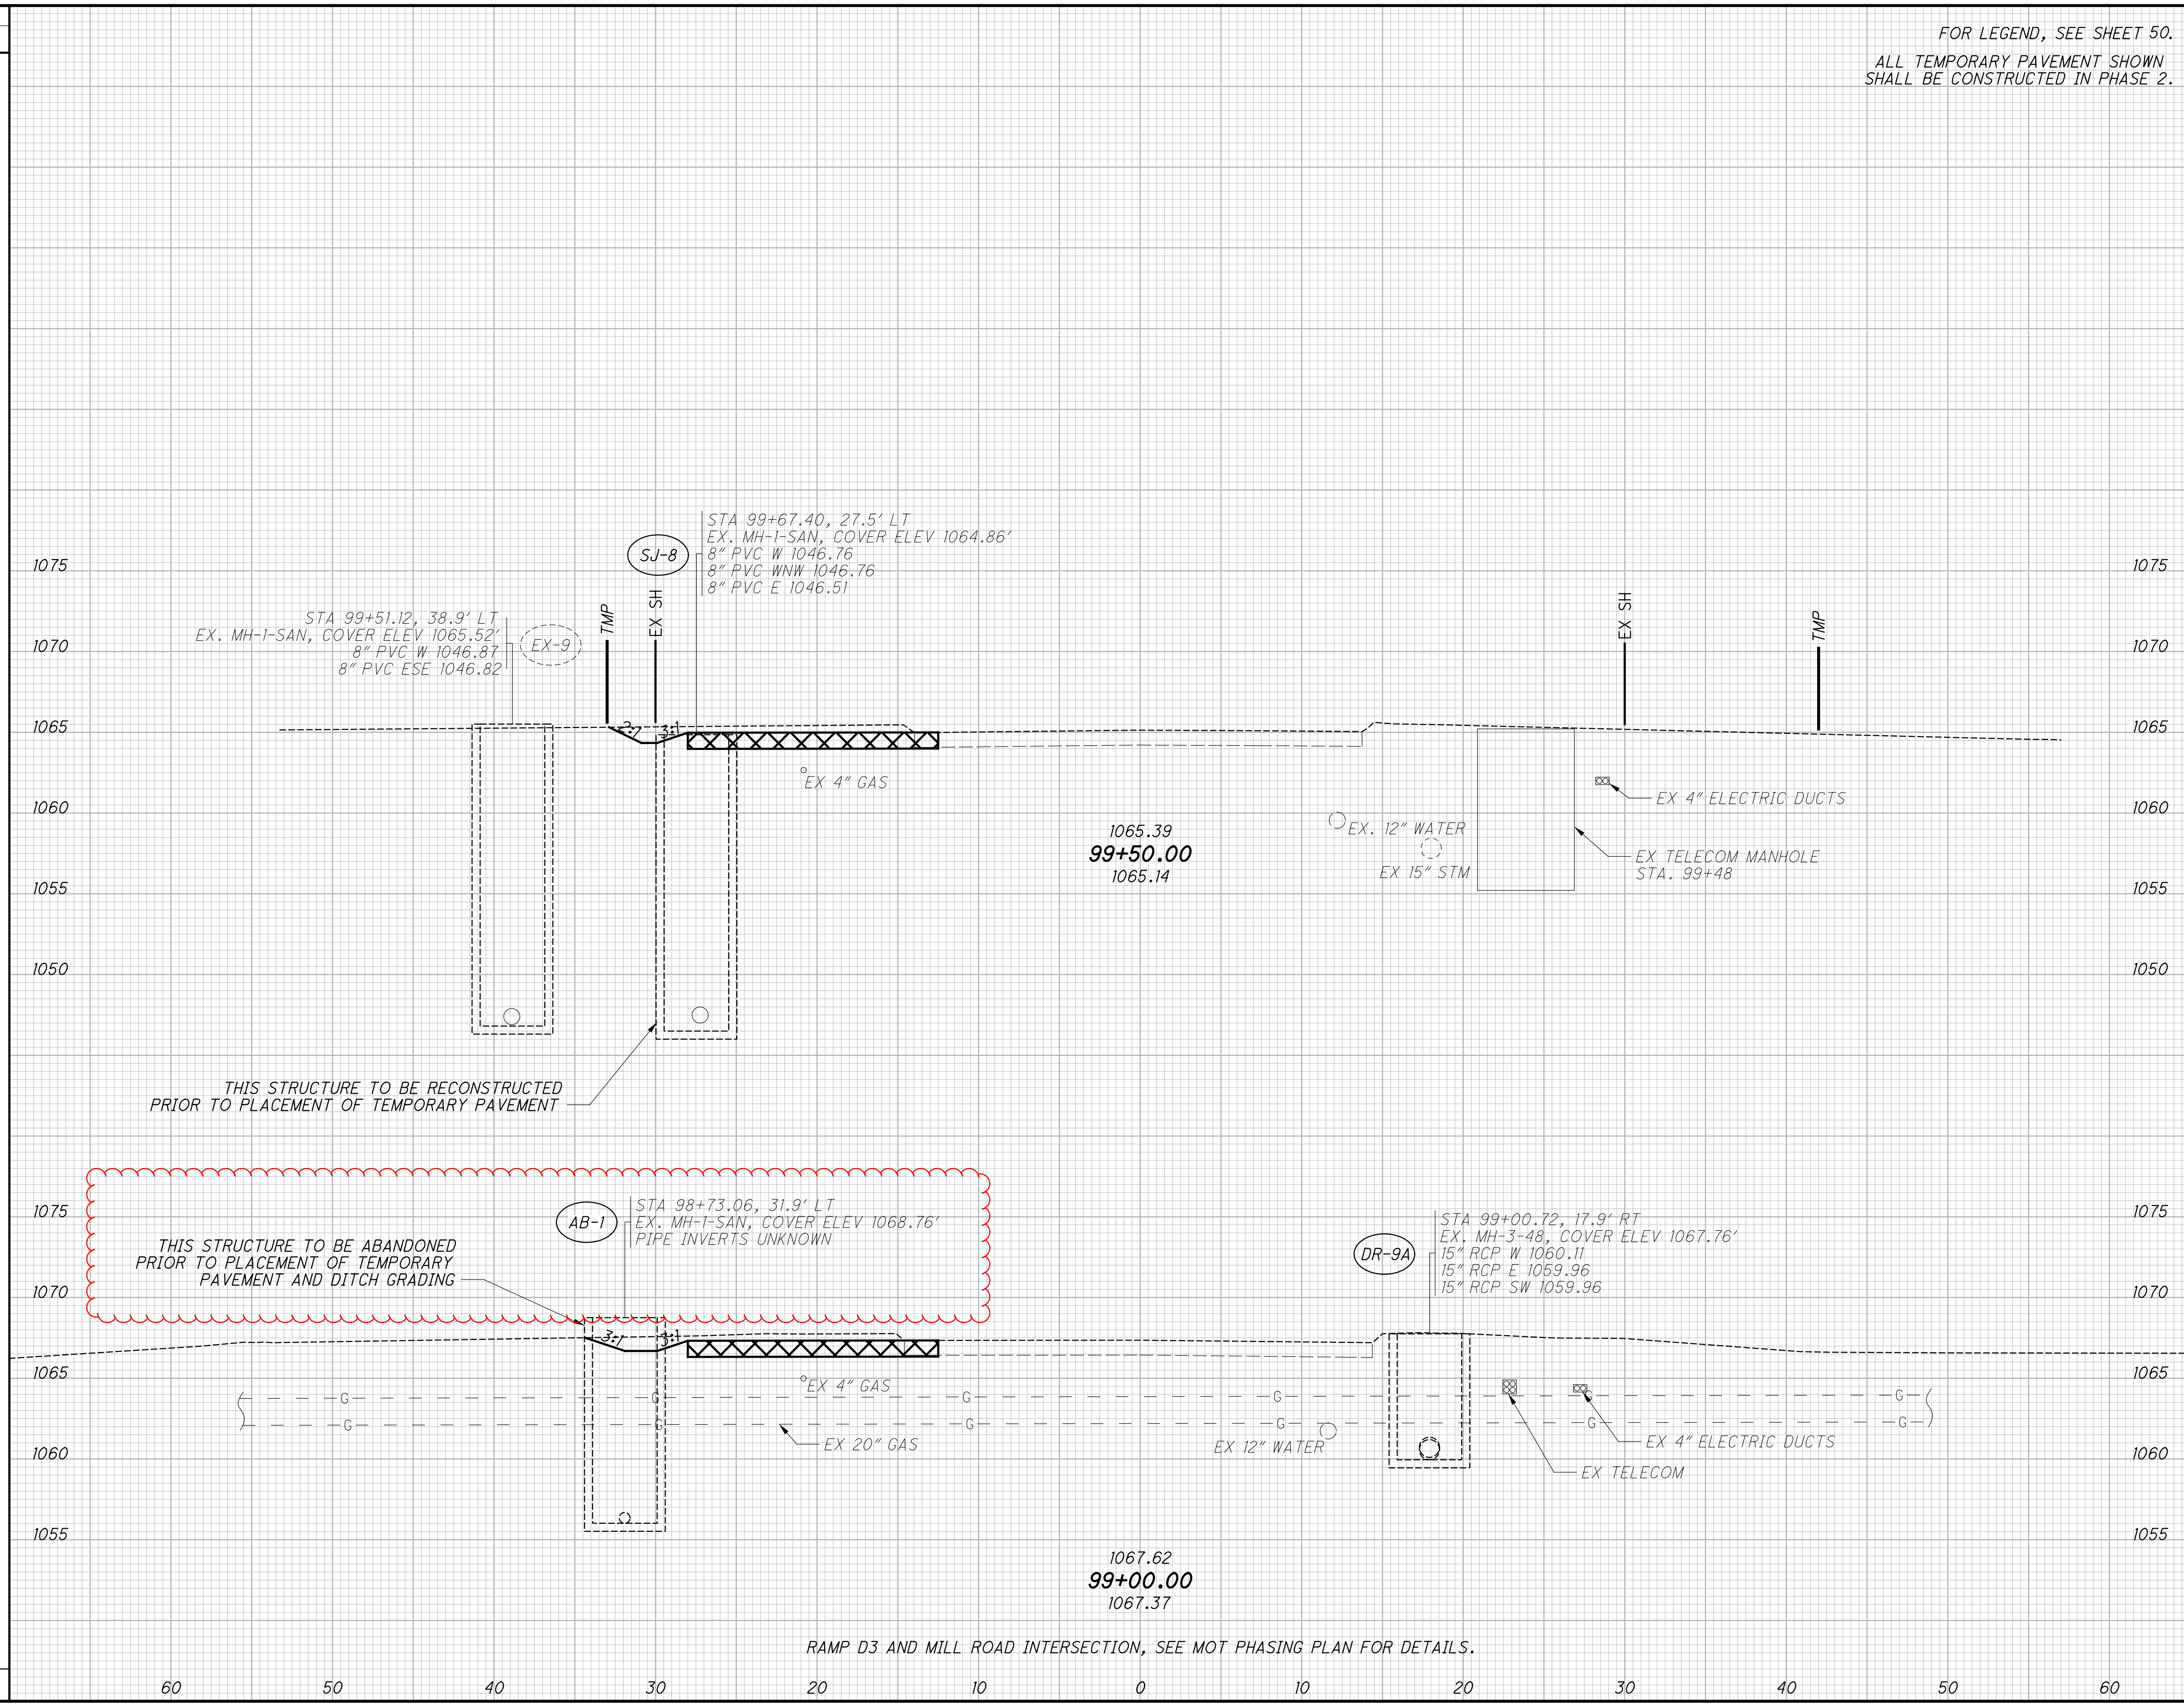 FOR LEGEND, SEE SHEET 50.
ALL TEMPORARY PAVEMENT SHOWN
SHALL BE CONSTRUCTED IN PHASE 2.
STA 99+67.40, 27.5' LT
EX. MH-1-SAN, COVER ELEV 1064.86'
8" PVC W 1046.76
8" PVC WNW 1046.76
8" PVC E 1046.51
SJ-8
STA 99+51.12, 38.9' LT
EX. MH-1-SAN, COVER ELEV 1065.52'
8" PVC W 1046.87
8" PVC ESE 1046.82
EX-9
TMP
EX SH
EX SH
TMP
1075
1075
1070
1070
1065
1065
3:1
3:1
EX 4" GAS
EX 4" ELECTRIC DUCTS
1060
1060
EX. 12" WATER
EX 15" STM
EX TELECOM MANHOLE
STA. 99+48
1065.39
99+50.00
1065.14
1055
1055
1050
1050
THIS STRUCTURE TO BE RECONSTRUCTED
PRIOR TO PLACEMENT OF TEMPORARY PAVEMENT
AB-1
STA 98+73.06, 31.9' LT
EX. MH-1-SAN, COVER ELEV 1068.76'
PIPE INVERTS UNKNOWN
THIS STRUCTURE TO BE ABANDONED
PRIOR TO PLACEMENT OF TEMPORARY
PAVEMENT AND DITCH GRADING
DR-9A
STA 99+00.72, 17.9' RT
EX. MH-3-48, COVER ELEV 1067.76'
15" RCP W 1060.11
15" RCP E 1059.96
15" RCP SW 1059.96
1075
1075
1070
1070
3:1
3:1
1065
1065
EX 4" GAS
G G G G G G
G G G G G G
EX 20" GAS
EX 12" WATER
EX 4" ELECTRIC DUCTS
EX TELECOM
1060
1060
1055
1055
1067.62
99+00.00
1067.37
RAMP D3 AND MILL ROAD INTERSECTION, SEE MOT PHASING PLAN FOR DETAILS.
60 50 40 30 20 10 0 10 20 30 40 50 60